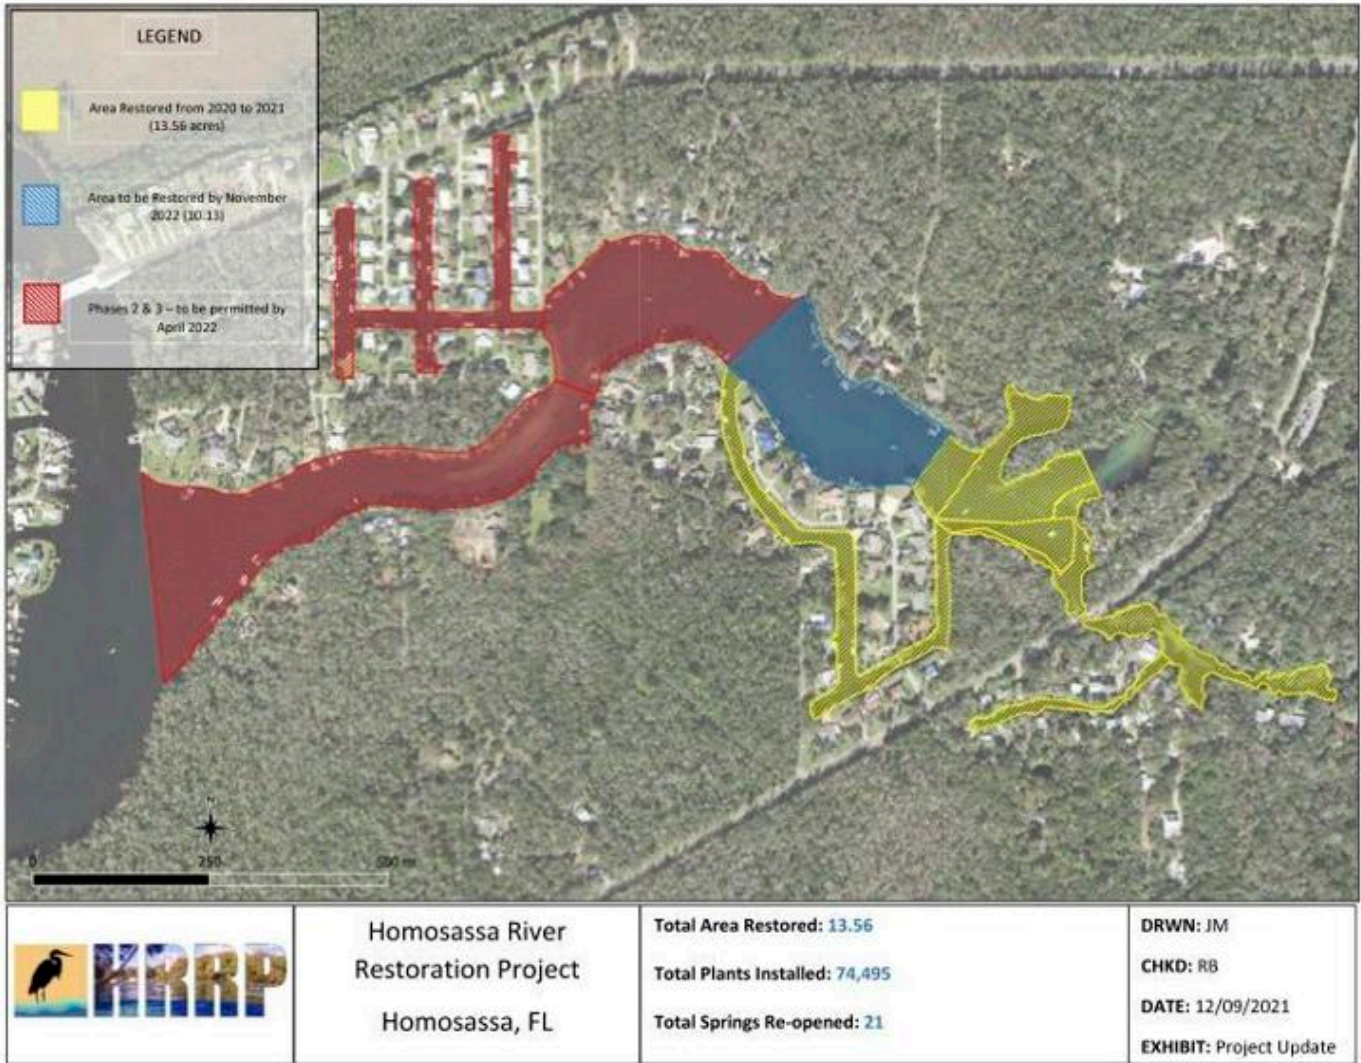 LEGEND
Area Restored from 2020 to 2021
(13.56 acres)
Area to be Restored by November
2022 (10.13)
Phases 2 & 3 – to be permitted by
April 2022
N
0 250 500 m
HRRP
Homosassa River
Restoration Project
Homosassa, FL
Total Area Restored: 13.56
Total Plants Installed: 74,495
Total Springs Re-opened: 21
DRWN: JM
CHKD: RB
DATE: 12/09/2021
EXHIBIT: Project Update